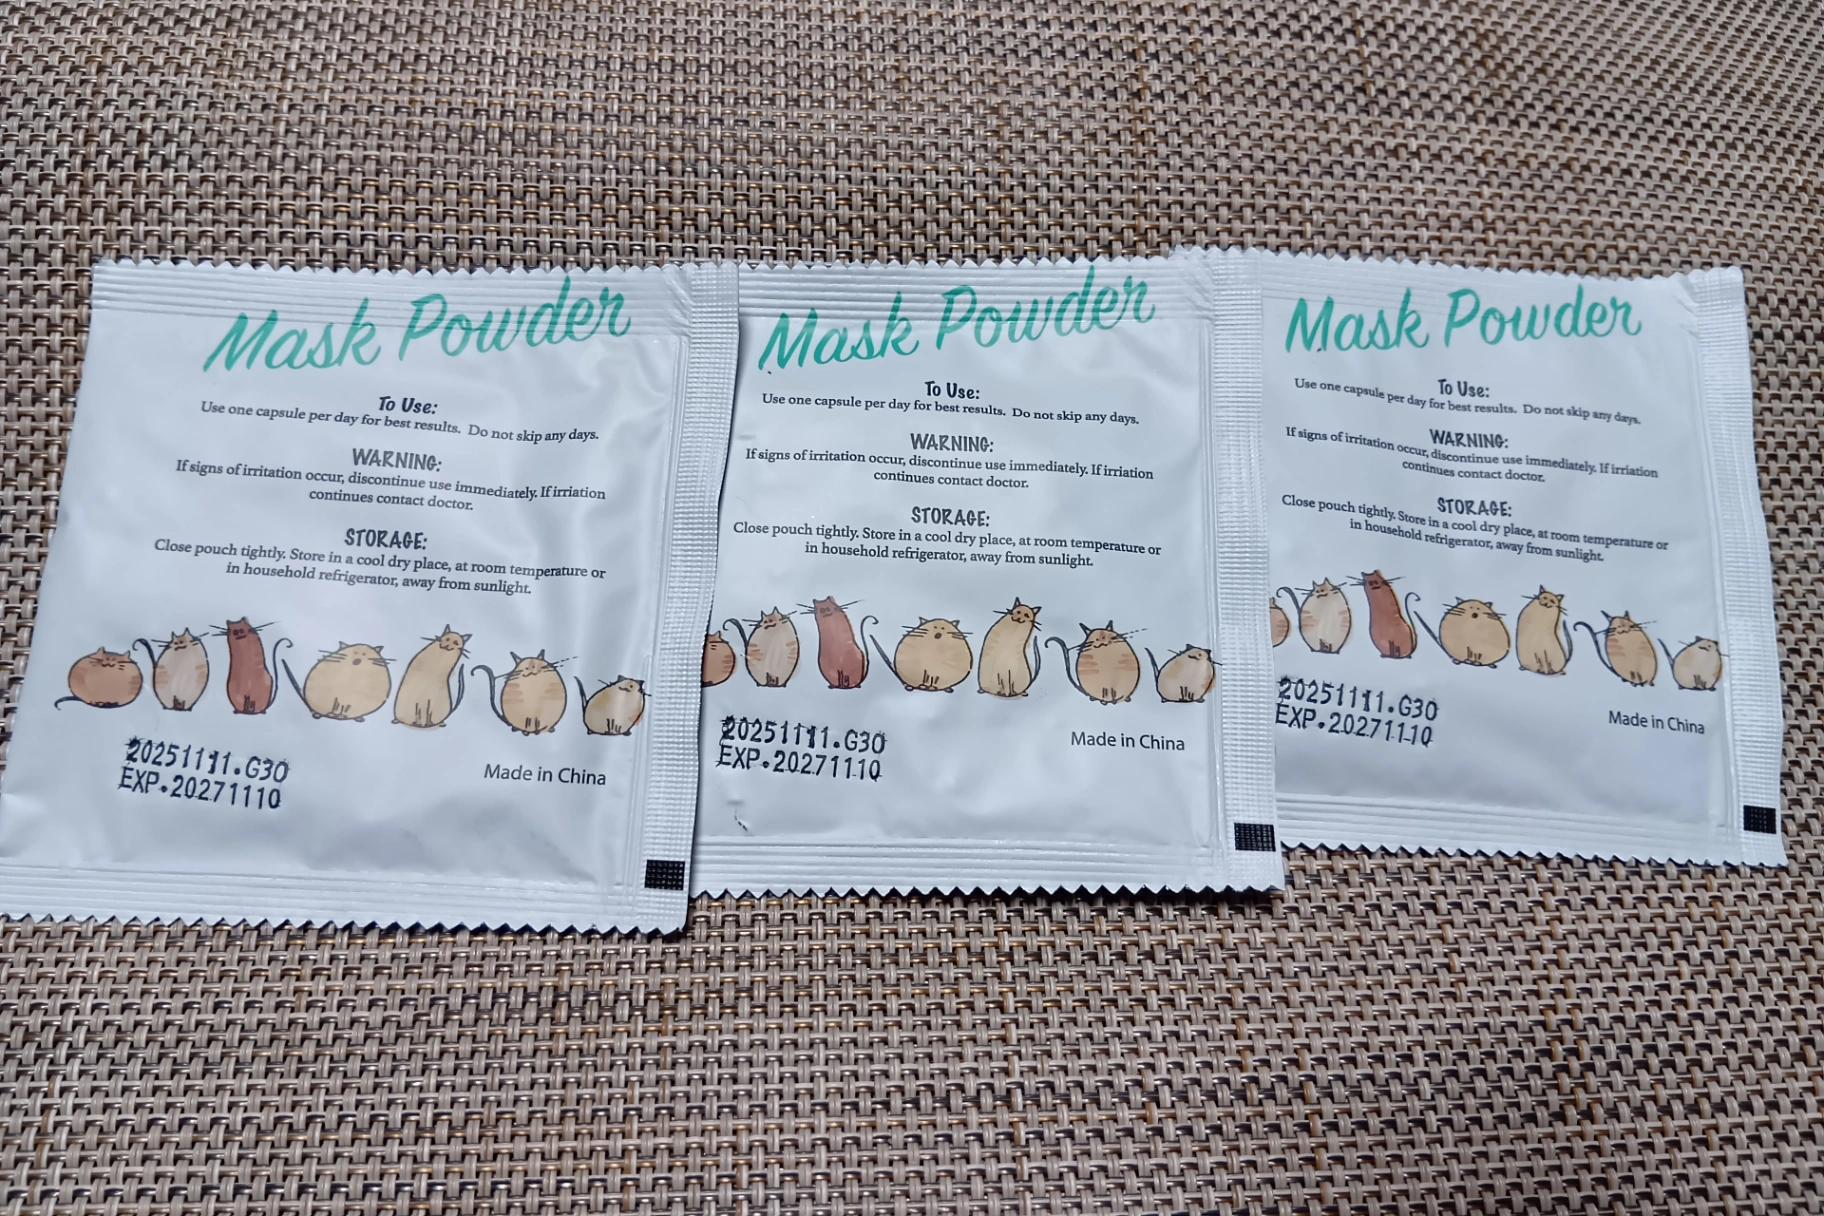 Mask Powder
To Use:
Use one capsule per day for best results. Do not skip any days.
WARNING:
If signs of irritation occur, discontinue use immediately. If irriation
continues contact doctor.
STORAGE:
Close pouch tightly. Store in a cool dry place, at room temperature or
in household refrigerator, away from sunlight.
20251111.G30
EXP.20271110
Made in China
Mask Powder
To Use:
Use one capsule per day for best results. Do not skip any days.
WARNING:
If signs of irritation occur, discontinue use immediately. If irriation
continues contact doctor.
STORAGE:
Close pouch tightly. Store in a cool dry place, at room temperature or
in household refrigerator, away from sunlight.
20251111.G30
EXP.20271110
Made in China
Mask Powder
To Use:
Use one capsule per day for best results. Do not skip any days.
WARNING:
If signs of irritation occur, discontinue use immediately. If irriation
continues contact doctor.
STORAGE:
Close pouch tightly. Store in a cool dry place, at room temperature or
in household refrigerator, away from sunlight.
20251111.G30
EXP.20271110
Made in China